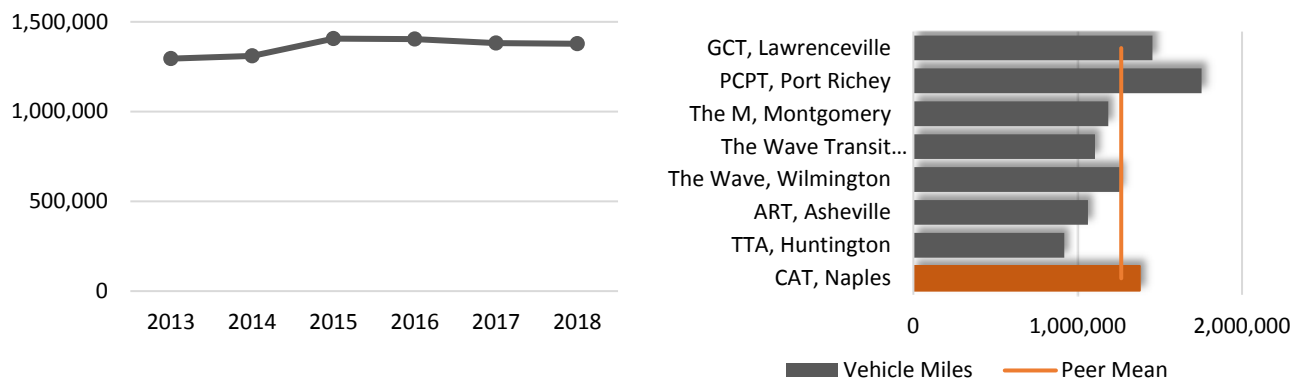 1,500,000
1,000,000
500,000
0
2013 2014 2015 2016 2017 2018
GCT, Lawrenceville
PCPT, Port Richey
The M, Montgomery
The Wave Transit...
The Wave, Wilmington
ART, Asheville
TTA, Huntington
CAT, Naples
0 1,000,000 2,000,000
Vehicle Miles Peer Mean